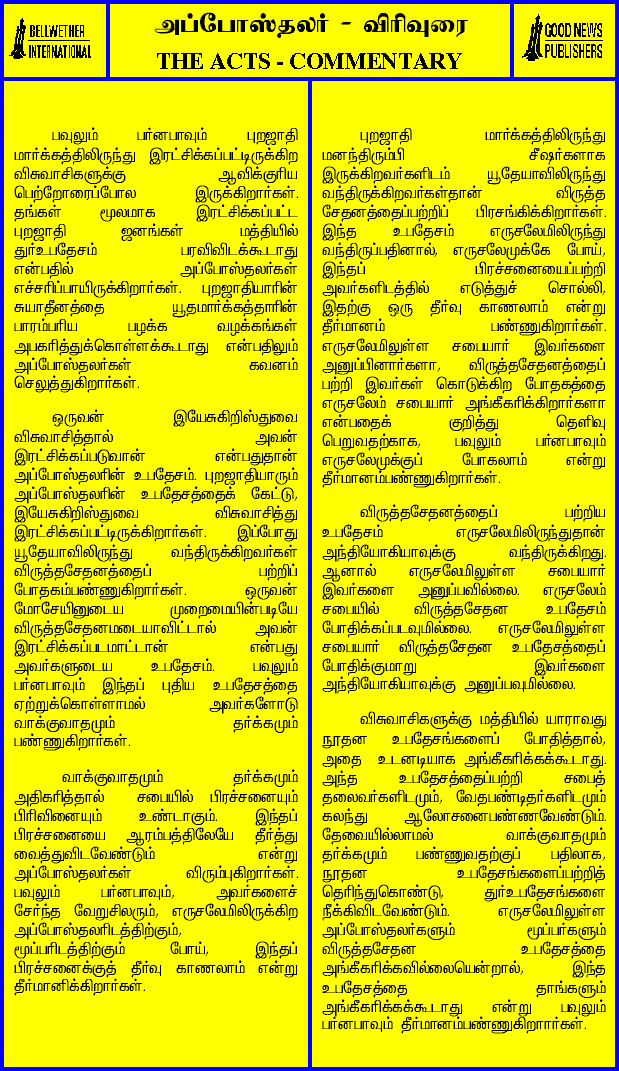 BELLWETHER
INTERNATIONAL
அப்போஸ்தலர் - விரிவுரை
THE ACTS - COMMENTARY
GOOD NEWS
PUBLISHERS
பவுலும் பர்னபாவும் புறஜாதி
மார்க்கத்திலிருந்து இரட்சிக்கப்பட்டிருக்கிற
விசுவாசிகளுக்கு ஆவிக்குரிய
பெற்றோரைப்போல இருக்கிறார்கள்.
தங்கள் மூலமாக இரட்சிக்கப்பட்ட
புறஜாதி ஜனங்கள் மத்தியில்
துர்உபதேசம் பரவிவிடக்கூடாது
என்பதில் அப்போஸ்தலர்கள்
எச்சரிப்பாயிருக்கிறார்கள். புறஜாதியாரின்
சுயாதீனத்தை யூதமார்க்கத்தாரின்
பாரம்பரிய பழக்க வழக்கங்கள்
அபகரித்துக்கொள்ளக்கூடாது என்பதிலும்
அப்போஸ்தலர்கள் கவனம்
செலுத்துகிறார்கள்.
ஒருவன் இயேசுகிறிஸ்துவை
விசுவாசித்தால் அவன்
இரட்சிக்கப்படுவான் என்பதுதான்
அப்போஸ்தலரின் உபதேசம். புறஜாதியாரும்
அப்போஸ்தலரின் உபதேசத்தைக் கேட்டு,
இயேசுகிறிஸ்துவை விசுவாசித்து
இரட்சிக்கப்பட்டிருக்கிறார்கள். இப்போது
யூதேயாவிலிருந்து வந்திருக்கிறவர்கள்
விருத்தசேதனத்தைப் பற்றிப்
போதகம்பண்ணுகிறார்கள். ஒருவன்
மோசேயினுடைய முறைமையின்படியே
விருத்தசேதனமடையாவிட்டால் அவன்
இரட்சிக்கப்படமாட்டான் என்பது
அவர்களுடைய உபதேசம். பவுலும்
பர்னபாவும் இந்தப் புதிய உபதேசத்தை
ஏற்றுக்கொள்ளாமல் அவர்களோடு
வாக்குவாதமும் தர்க்கமும்
பண்ணுகிறார்கள்.
வாக்குவாதமும் தர்க்கமும்
அதிகரித்தால் சபையில் பிரச்சனையும்
பிரிவினையும் உண்டாகும். இந்தப்
பிரச்சனையை ஆரம்பத்திலேயே தீர்த்து
வைத்துவிடவேண்டும் என்று
அப்போஸ்தலர்கள் விரும்புகிறார்கள்.
பவுலும் பர்னபாவும், அவர்களைச்
சேர்ந்த வேறுசிலரும், எருசலேமிலிருக்கிற
அப்போஸ்தலரிடத்திற்கும்,
மூப்பரிடத்திற்கும் போய், இந்தப்
பிரச்சனைக்குத் தீர்வு காணலாம் என்று
தீர்மானிக்கிறார்கள்.
புறஜாதி மார்க்கத்திலிருந்து
மனந்திரும்பி சீஷர்களாக
இருக்கிறவர்களிடம் யூதேயாவிலிருந்து
வந்திருக்கிறவர்கள்தான் விருத்த
சேதனத்தைப்பற்றிப் பிரசங்கிக்கிறார்கள்.
இந்த உபதேசம் எருசலேமிலிருந்து
வந்திருப்பதினால், எருசலேமுக்கே போய்,
இந்தப் பிரச்சனையைப்பற்றி
அவர்களிடத்தில் எடுத்துச் சொல்லி,
இதற்கு ஒரு தீர்வு காணலாம் என்று
தீர்மானம் பண்ணுகிறார்கள்.
எருசலேமிலுள்ள சபையார் இவர்களை
அனுப்பினார்களா, விருத்தசேதனத்தைப்
பற்றி இவர்கள் கொடுக்கிற போதகத்தை
எருசலேம் சபையார் அங்கீகரிக்கிறார்களா
என்பதைக் குறித்து தெளிவு
பெறுவதற்காக, பவுலும் பர்னபாவும்
எருசலேமுக்குப் போகலாம் என்று
தீர்மானம்பண்ணுகிறார்கள்.
விருத்தசேதனத்தைப் பற்றிய
உபதேசம் எருசலேமிலிருந்துதான்
அந்தியோகியாவுக்கு வந்திருக்கிறது.
ஆனால் எருசலேமிலுள்ள சபையார்
இவர்களை அனுப்பவில்லை. எருசலேம்
சபையில் விருத்தசேதன உபதேசம்
போதிக்கப்படவுமில்லை. எருசலேமிலுள்ள
சபையார் விருத்தசேதன உபதேசத்தைப்
போதிக்குமாறு இவர்களை
அந்தியோகியாவுக்கு அனுப்பவுமில்லை.
விசுவாசிகளுக்கு மத்தியில் யாராவது
நூதன உபதேசங்களைப் போதித்தால்,
அதை உடனடியாக அங்கீகரிக்கக்கூடாது.
அந்த உபதேசத்தைப்பற்றி சபைத்
தலைவர்களிடமும், வேதபண்டிதர்களிடமும்
கலந்து ஆலோசனைபண்ணவேண்டும்.
தேவையில்லாமல் வாக்குவாதமும்
தர்க்கமும் பண்ணுவதற்குப் பதிலாக,
நூதன உபதேசங்களைப்பற்றித்
தெரிந்துகொண்டு, துர்உபதேசங்களை
நீக்கிவிடவேண்டும். எருசலேமிலுள்ள
அப்போஸ்தலர்களும் மூப்பர்களும்
விருத்தசேதன உபதேசத்தை
அங்கீகரிக்கவில்லையென்றால், இந்த
உபதேசத்தை தாங்களும்
அங்கீகரிக்கக்கூடாது என்று பவுலும்
பர்னபாவும் தீர்மானம்பண்ணுகிறாார்கள்.